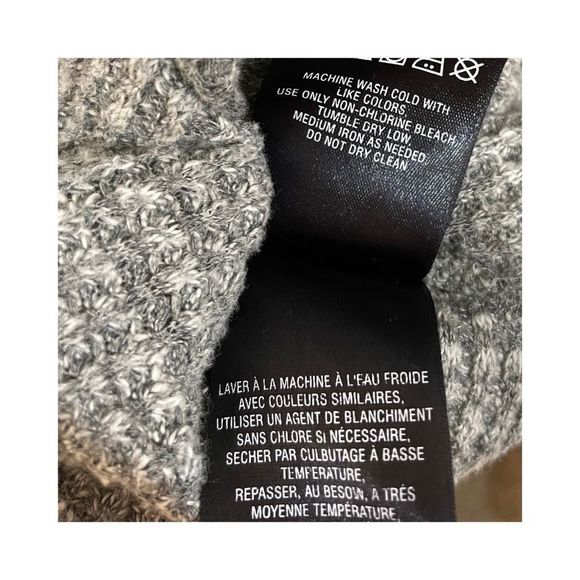 MACHINE WASH COLD WITH
LIKE COLORS
USE ONLY NON-CHLORINE BLEACH
TUMBLE DRY LOW
MEDIUM IRON AS NEEDED
DO NOT DRY CLEAN
LAVER À LA MACHINE À L'EAU FROIDE
AVEC COULEURS SIMILAIRES,
UTILISER UN AGENT DE BLANCHIMENT
SANS CHLORE SI NÉCESSAIRE,
SECHER PAR CULBUTAGE À BASSE
TEMPÉRATURE,
REPASSER, AU BESOIN, A TRÉS
MOYENNE TEMPÉRATURE,